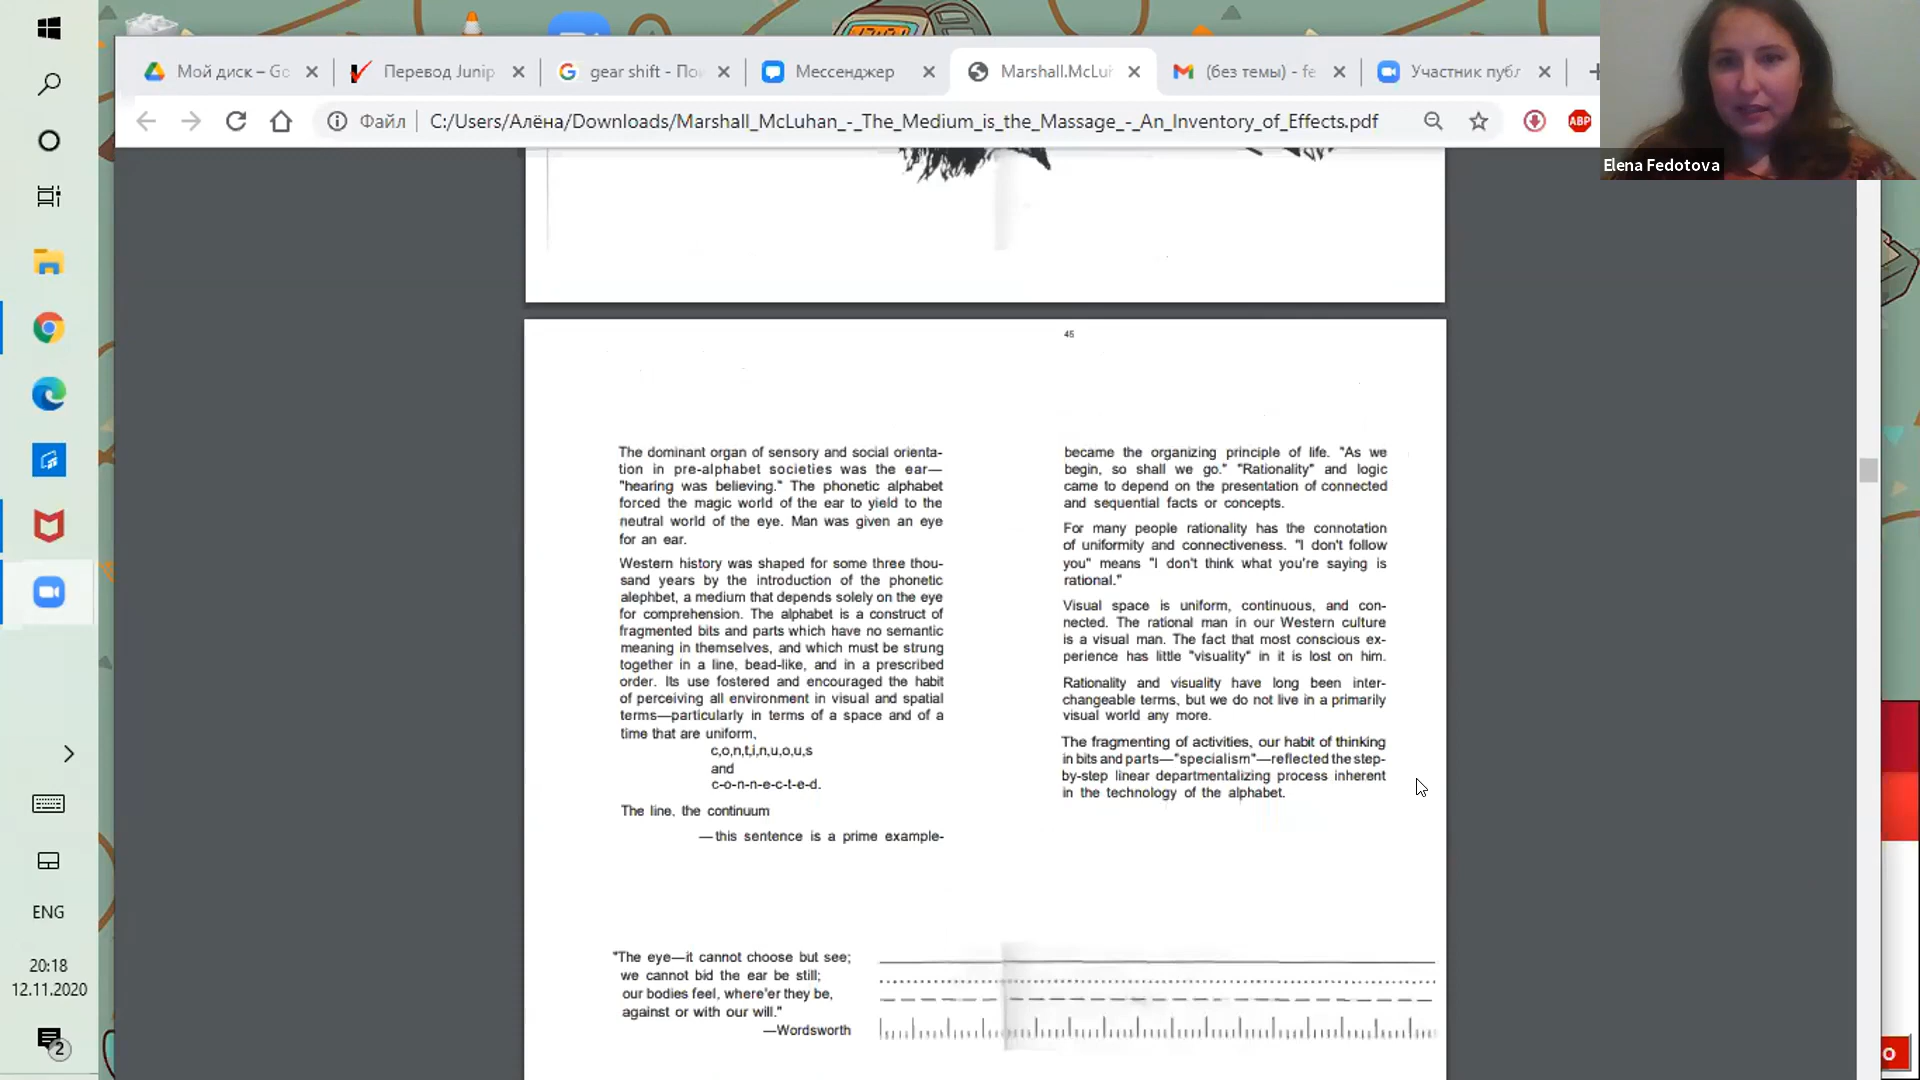 Мой диск – Go
Перевод Junip
gear shift - Пои
Мессенджер
Marshall.McLuh
(без темы) - fe
Участник публ
Файл
C:/Users/Алёна/Downloads/Marshall_McLuhan_-_The_Medium_is_the_Massage_-_An_Inventory_of_Effects.pdf
ABP
Elena Fedotova
45
The dominant organ of sensory and social orienta-
tion in pre-alphabet societies was the ear—
"hearing was believing." The phonetic alphabet
forced the magic world of the ear to yield to the
neutral world of the eye. Man was given an eye
for an ear.
Western history was shaped for some three thou-
sand years by the introduction of the phonetic
alephbet, a medium that depends solely on the eye
for comprehension. The alphabet is a construct of
fragmented bits and parts which have no semantic
meaning in themselves, and which must be strung
together in a line, bead-like, and in a prescribed
order. Its use fostered and encouraged the habit
of perceiving all environment in visual and spatial
terms—particularly in terms of a space and of a
time that are uniform,
c,o,n,t,i,n,u,o,u,s
and
c-o-n-n-e-c-t-e-d.
The line, the continuum
—this sentence is a prime example-
became the organizing principle of life. "As we
begin, so shall we go." "Rationality" and logic
came to depend on the presentation of connected
and sequential facts or concepts.
For many people rationality has the connotation
of uniformity and connectiveness. "I don't follow
you" means "I don't think what you're saying is
rational."
Visual space is uniform, continuous, and con-
nected. The rational man in our Western culture
is a visual man. The fact that most conscious ex-
perience has little "visuality" in it is lost on him.
Rationality and visuality have long been inter-
changeable terms, but we do not live in a primarily
visual world any more.
The fragmenting of activities, our habit of thinking
in bits and parts—"specialism"—reflected the step-
by-step linear departmentalizing process inherent
in the technology of the alphabet.
"The eye—it cannot choose but see;
we cannot bid the ear be still;
our bodies feel, where'er they be,
against or with our will."
—Wordsworth
ENG
20:18
12.11.2020
2